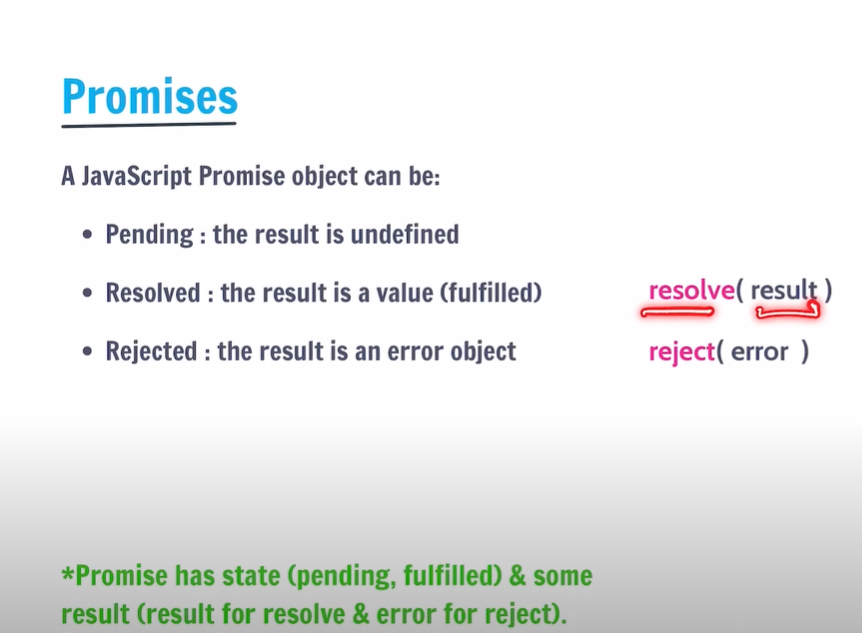 Promises
A JavaScript Promise object can be:
• Pending : the result is undefined
• Resolved : the result is a value (fulfilled) resolve( result )
• Rejected : the result is an error object reject( error )
*Promise has state (pending, fulfilled) & some
result (result for resolve & error for reject).